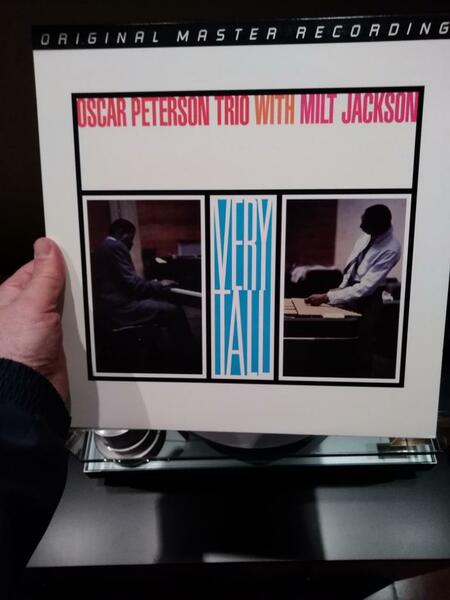 ORIGINAL MASTER RECORDING
OSCAR PETERSON TRIO WITH MILT JACKSON
VERY
TALL